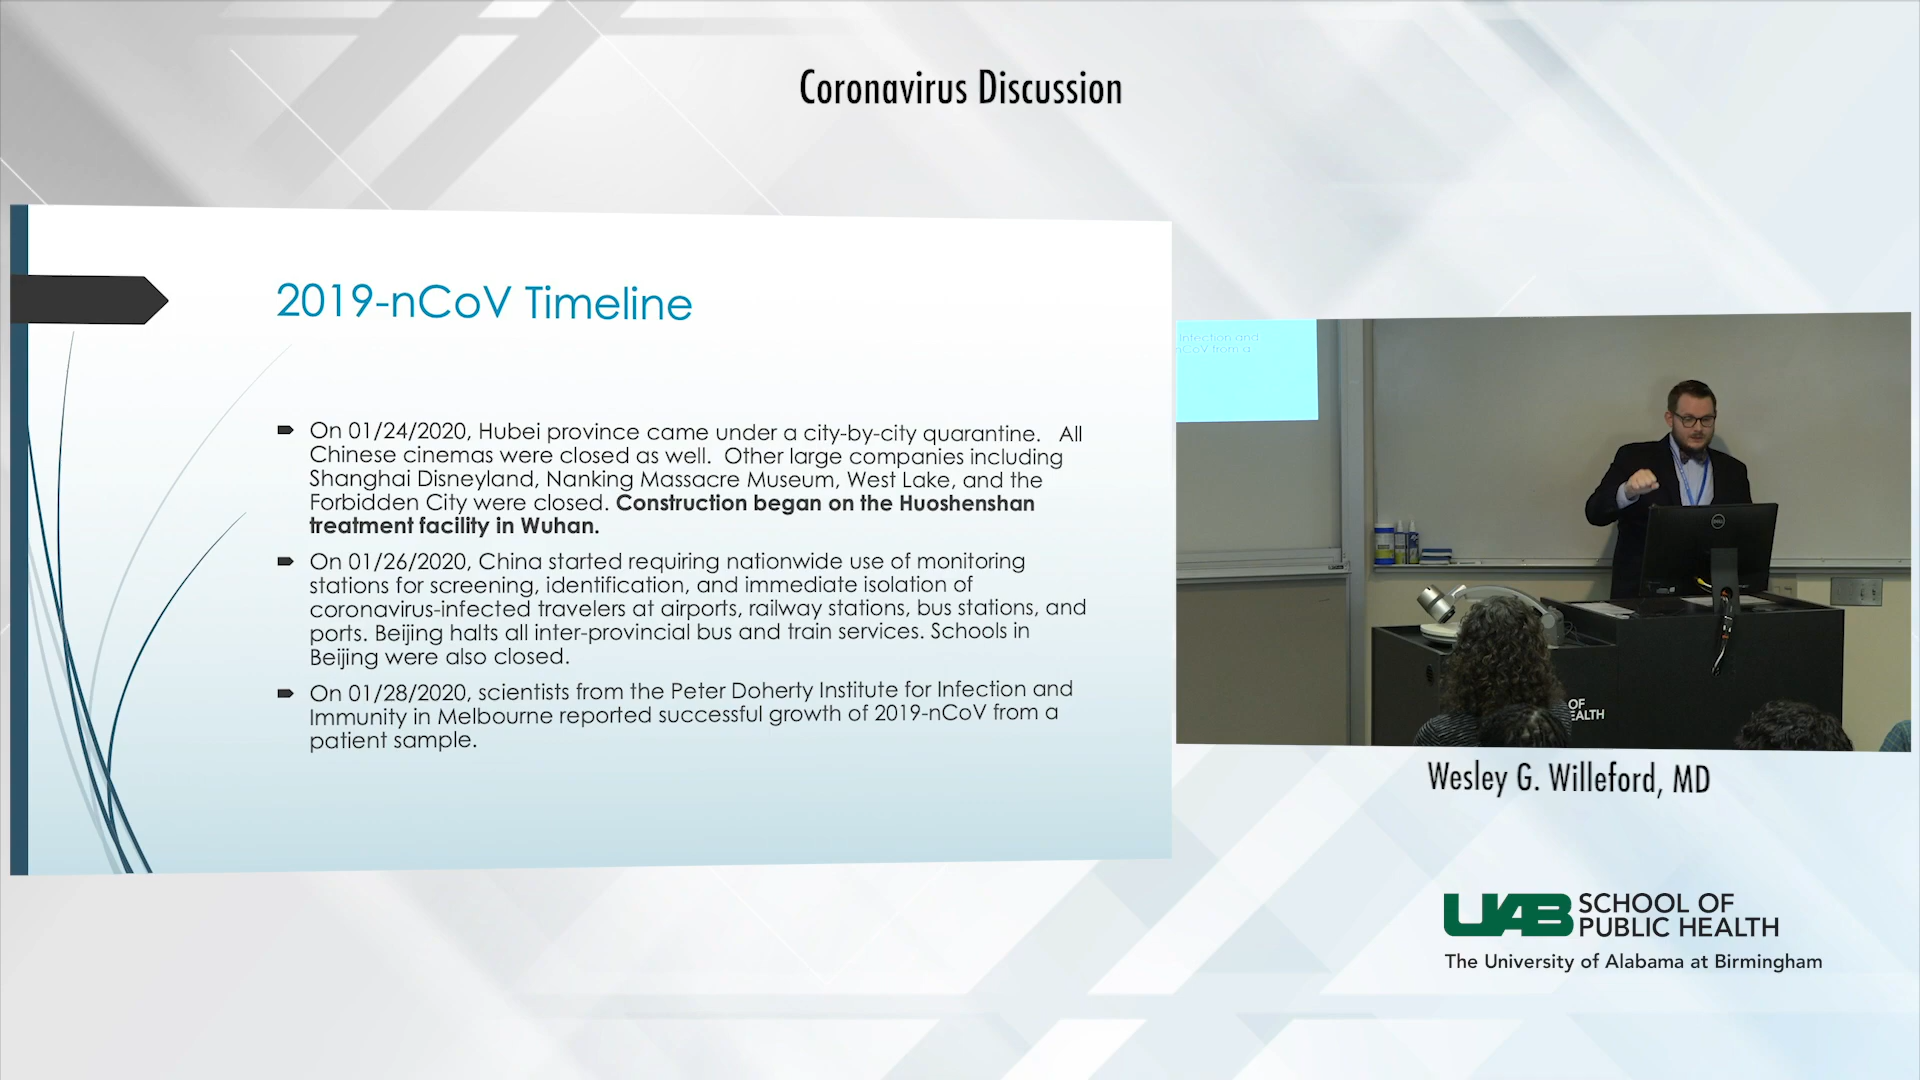 Coronavirus Discussion
2019-nCoV Timeline
On 01/24/2020, Hubei province came under a city-by-city quarantine. All
Chinese cinemas were closed as well. Other large companies including
Shanghai Disneyland, Nanking Massacre Museum, West Lake, and the
Forbidden City were closed. Construction began on the Huoshenshan
treatment facility in Wuhan.
On 01/26/2020, China started requiring nationwide use of monitoring
stations for screening, identification, and immediate isolation of
coronavirus-infected travelers at airports, railway stations, bus stations, and
ports. Beijing halts all inter-provincial bus and train services. Schools in
Beijing were also closed.
On 01/28/2020, scientists from the Peter Doherty Institute for Infection and
Immunity in Melbourne reported successful growth of 2019-nCoV from a
patient sample.
Infection and
nCoV from a
DELL
OF
EALTH
Wesley G. Willeford, MD
UAB SCHOOL OF
PUBLIC HEALTH
The University of Alabama at Birmingham